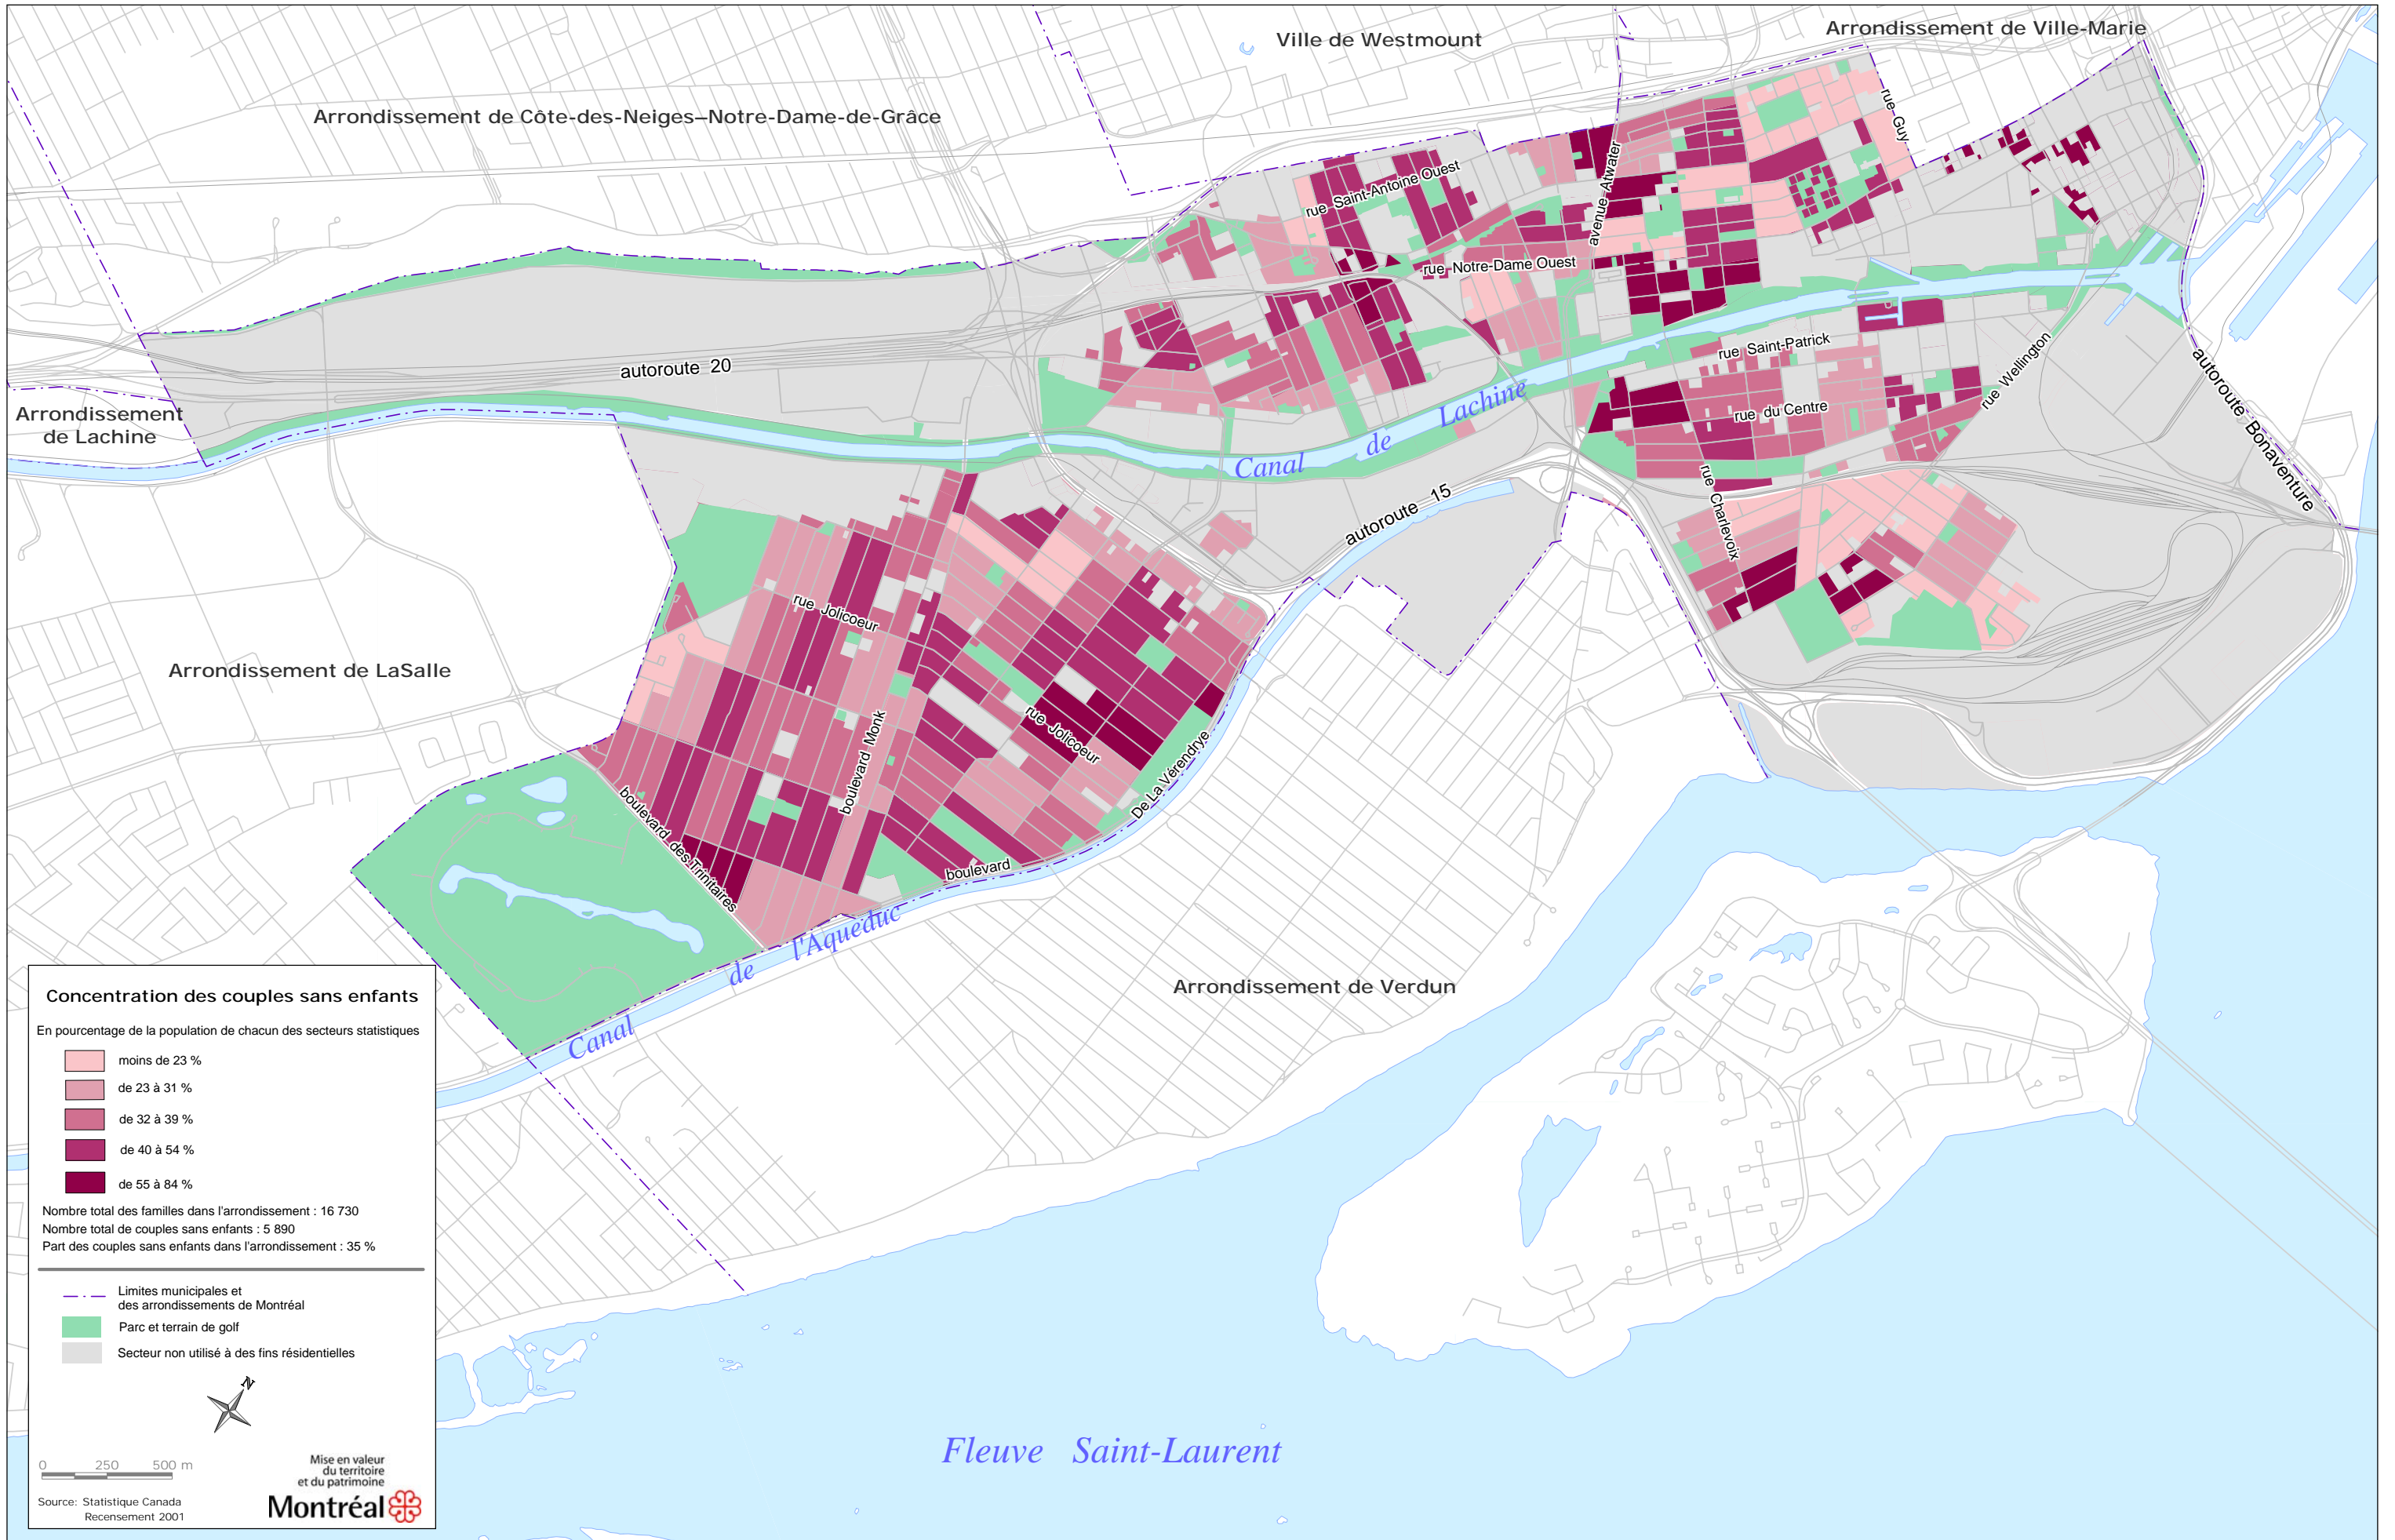 Ville de Westmount
Arrondissement de Ville-Marie
Arrondissement de Côte-des-Neiges–Notre-Dame-de-Grâce
rue Guy
rue Saint-Antoine Ouest
avenue Atwater
rue Notre-Dame Ouest
autoroute 20
rue Saint-Patrick
rue Wellington
autoroute Bonaventure
Arrondissement
de Lachine
rue du Centre
Canal de Lachine
rue Charlevoix
autoroute 15
rue Jolicoeur
Arrondissement de LaSalle
boulevard Monk
rue Jolicoeur
boulevard De La Vérendrye
boulevard des Trinitaires
Canal de l'Aqueduc
Arrondissement de Verdun
Fleuve Saint-Laurent
Concentration des couples sans enfants
En pourcentage de la population de chacun des secteurs statistiques
moins de 23 %
de 23 à 31 %
de 32 à 39 %
de 40 à 54 %
de 55 à 84 %
Nombre total des familles dans l'arrondissement : 16 730
Nombre total de couples sans enfants : 5 890
Part des couples sans enfants dans l'arrondissement : 35 %
Limites municipales et
des arrondissements de Montréal
Parc et terrain de golf
Secteur non utilisé à des fins résidentielles
N
0 250 500 m
Mise en valeur
du territoire
et du patrimoine
Montréal
Source: Statistique Canada
Recensement 2001